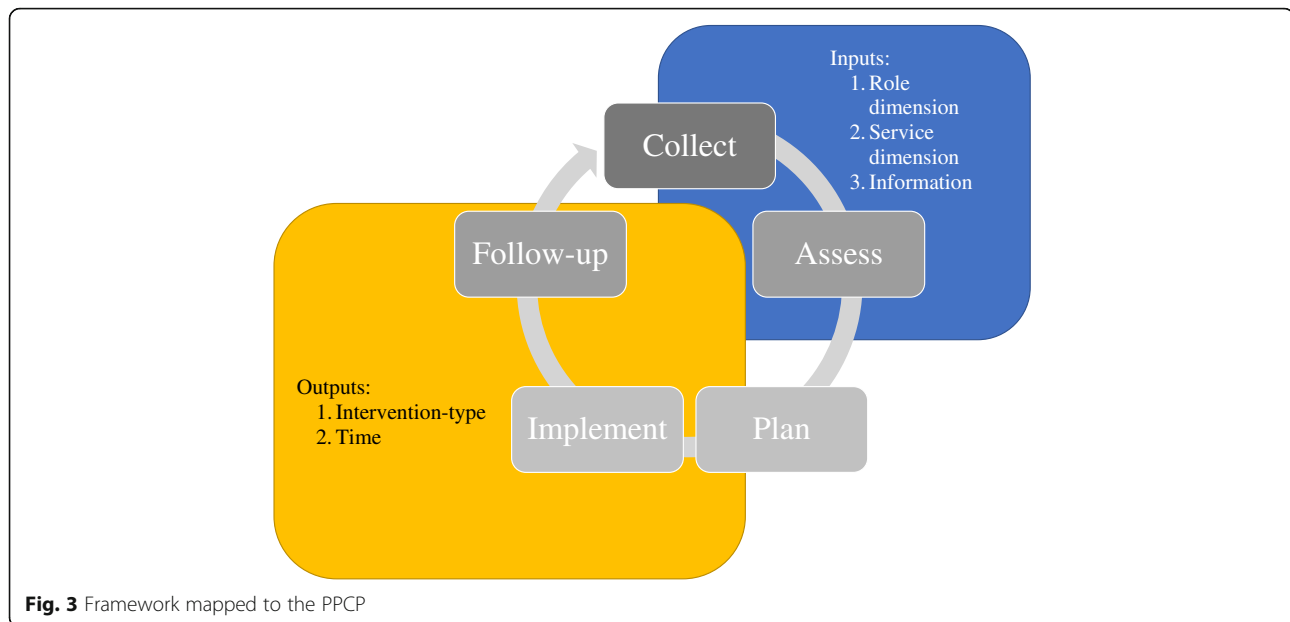 Inputs:
1. Role
dimension
2. Service
dimension
3. Information
Collect
Assess
Follow-up
Outputs:
1. Intervention-type
2. Time
Implement
Plan
Fig. 3 Framework mapped to the PPCP